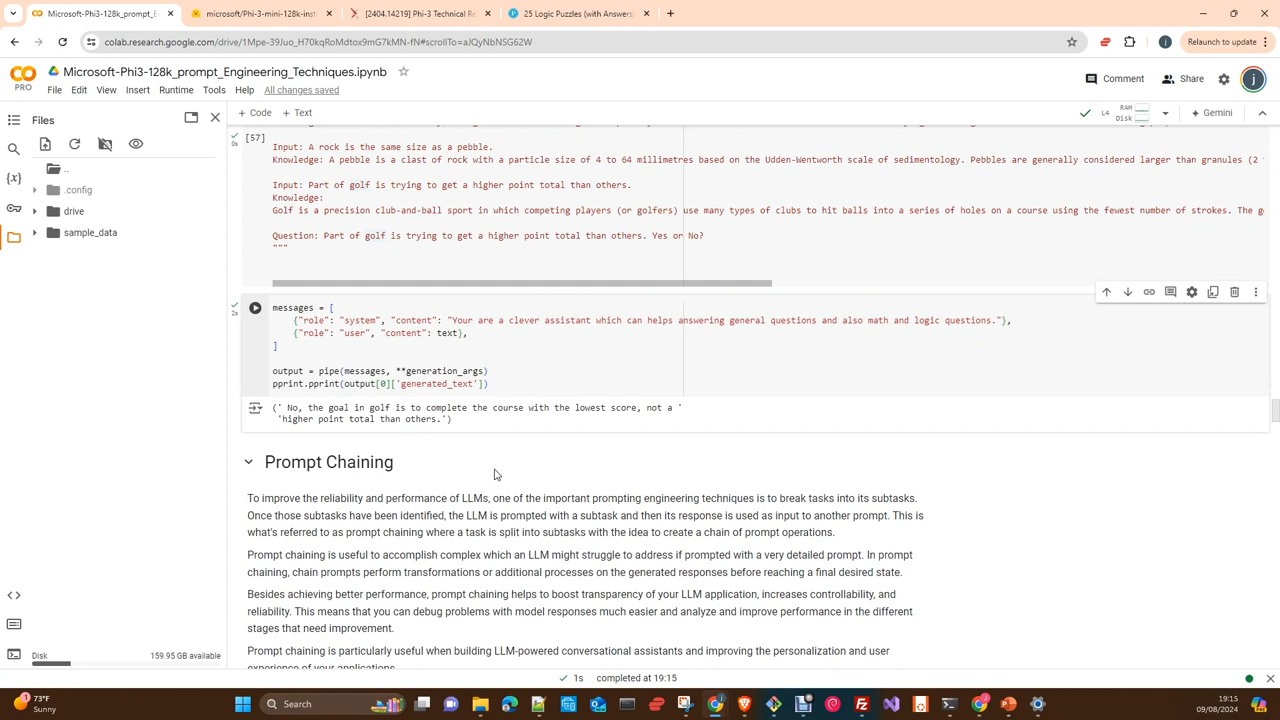 Microsoft-Phi3-128k_prompt_E
microsoft/Phi-3-mini-128k-inst
[2404.14219] Phi-3 Technical Re
25 Logic Puzzles (with Answers)
colab.research.google.com/drive/1Mpe-39Juo_H70kqRoMdtox9mG7kMN-fN#scrollTo=aJQyNbNSG62W
Relaunch to update
PRO
Microsoft-Phi3-128k_prompt_Engineering_Techniques.ipynb
File Edit View Insert Runtime Tools Help All changes saved
Comment Share
Files
+ Code + Text
L4 RAM Disk Gemini
..
.config
drive
sample_data
[57]
0s
Input: A rock is the same size as a pebble.
Knowledge: A pebble is a clast of rock with a particle size of 4 to 64 millimetres based on the Udden-Wentworth scale of sedimentology. Pebbles are generally considered larger than granules (2
Input: Part of golf is trying to get a higher point total than others.
Knowledge:
Golf is a precision club-and-ball sport in which competing players (or golfers) use many types of clubs to hit balls into a series of holes on a course using the fewest number of strokes. The go
Question: Part of golf is trying to get a higher point total than others. Yes or No?
"""
2s
messages = [
{"role": "system", "content": "Your are a clever assistant which can helps answering general questions and also math and logic questions."},
{"role": "user", "content": text},
]
output = pipe(messages, **generation_args)
pprint.pprint(output[0]['generated_text'])
(' No, the goal in golf is to complete the course with the lowest score, not a '
'higher point total than others.')
Prompt Chaining
To improve the reliability and performance of LLMs, one of the important prompting engineering techniques is to break tasks into its subtasks.
Once those subtasks have been identified, the LLM is prompted with a subtask and then its response is used as input to another prompt. This is
what's referred to as prompt chaining where a task is split into subtasks with the idea to create a chain of prompt operations.
Prompt chaining is useful to accomplish complex which an LLM might struggle to address if prompted with a very detailed prompt. In prompt
chaining, chain prompts perform transformations or additional processes on the generated responses before reaching a final desired state.
Besides achieving better performance, prompt chaining helps to boost transparency of your LLM application, increases controllability, and
reliability. This means that you can debug problems with model responses much easier and analyze and improve performance in the different
stages that need improvement.
Prompt chaining is particularly useful when building LLM-powered conversational assistants and improving the personalization and user
experience of your applications.
Disk 159.95 GB available
1s completed at 19:15
73°F
Sunny
Search
19:15
09/08/2024